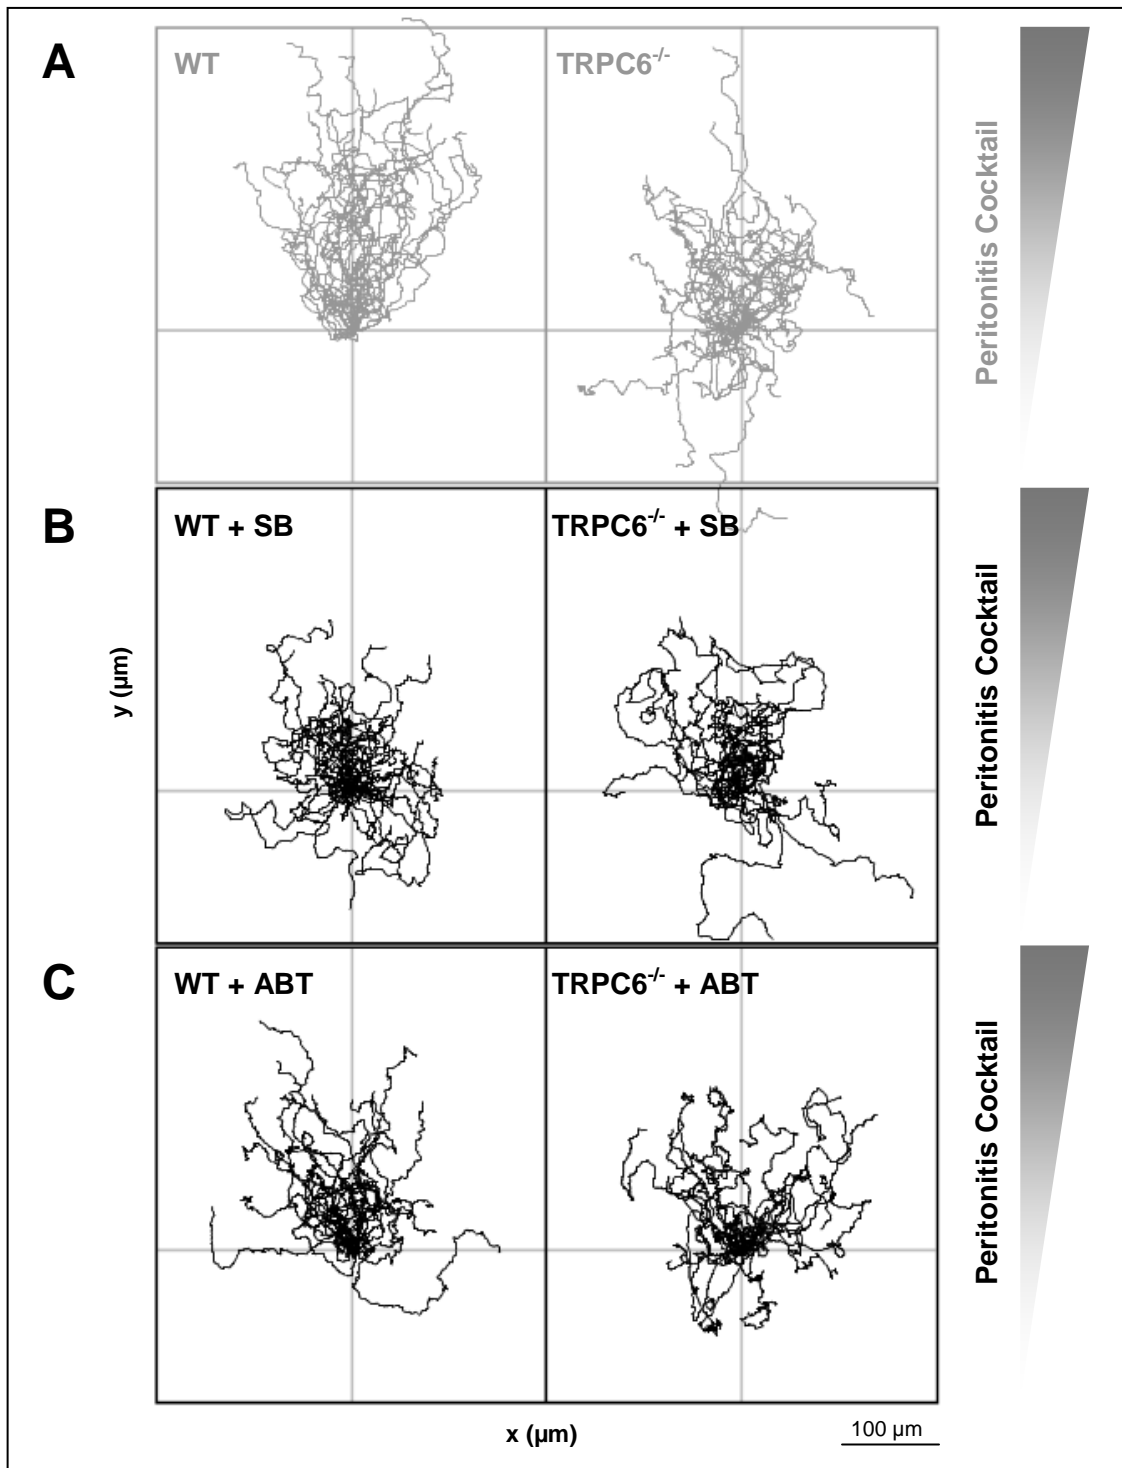 A
WT
TRPC6-/-
Peritonitis Cocktail
B
WT + SB
TRPC6-/- + SB
Peritonitis Cocktail
y (µm)
C
WT + ABT
TRPC6-/- + ABT
Peritonitis Cocktail
x (µm)
100 µm